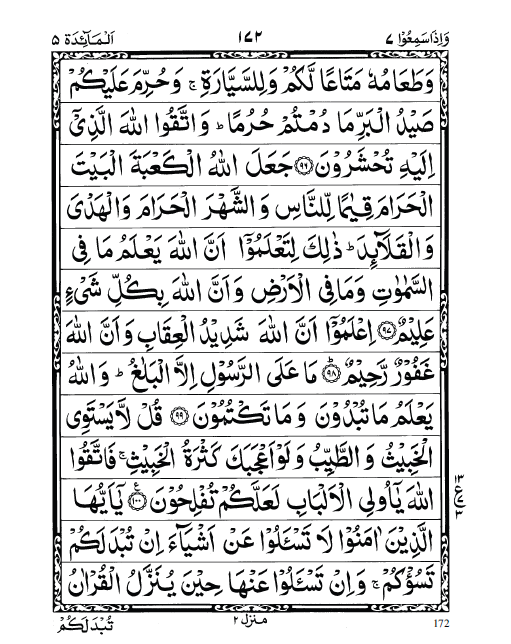 وَاِذَا سَمِعُوْا ٧ ١٧٢ اَلْمَآئِدَة ٥
وَطَعَامُهٗ مَتَاعًا لَّكُمْ وَلِلسَّيَّارَةِ ۚ وَحُرِّمَ عَلَيْكُمْ
صَيْدُ الْبَرِّ مَا دُمْتُمْ حُرُمًا ؕ وَاتَّقُوا اللّٰهَ الَّذِيْٓ
اِلَيْهِ تُحْشَرُوْنَ ﴿٩٦﴾ جَعَلَ اللّٰهُ الْكَعْبَةَ الْبَيْتَ
الْحَرَامَ قِيٰمًا لِّلنَّاسِ وَالشَّهْرَ الْحَرَامَ وَالْهَدْيَ
وَالْقَلَآئِدَ ؕ ذٰلِكَ لِتَعْلَمُوْٓا اَنَّ اللّٰهَ يَعْلَمُ مَا فِي
السَّمٰوٰتِ وَمَا فِي الْاَرْضِ وَاَنَّ اللّٰهَ بِكُلِّ شَيْءٍ
عَلِيْمٌ ﴿٩٧﴾ اِعْلَمُوْٓا اَنَّ اللّٰهَ شَدِيْدُ الْعِقَابِ وَاَنَّ اللّٰهَ
غَفُوْرٌ رَّحِيْمٌ ﴿٩٨﴾ مَا عَلَى الرَّسُوْلِ اِلَّا الْبَلٰغُ ؕ وَاللّٰهُ
يَعْلَمُ مَا تُبْدُوْنَ وَمَا تَكْتُمُوْنَ ﴿٩٩﴾ قُلْ لَّا يَسْتَوِي
الْخَبِيْثُ وَالطَّيِّبُ وَلَوْ اَعْجَبَكَ كَثْرَةُ الْخَبِيْثِ ۚ فَاتَّقُوا
اللّٰهَ يٰٓاُولِي الْاَلْبَابِ لَعَلَّكُمْ تُفْلِحُوْنَ ﴿١٠٠﴾ يٰٓاَيُّهَا
الَّذِيْنَ اٰمَنُوْا لَا تَسْـَٔلُوْا عَنْ اَشْيَآءَ اِنْ تُبْدَ لَكُمْ
تَسُؤْكُمْ ۚ وَاِنْ تَسْـَٔلُوْا عَنْهَا حِيْنَ يُنَزَّلُ الْقُرْاٰنُ
تُبْدَ لَكُمْ منزل ٢ 172